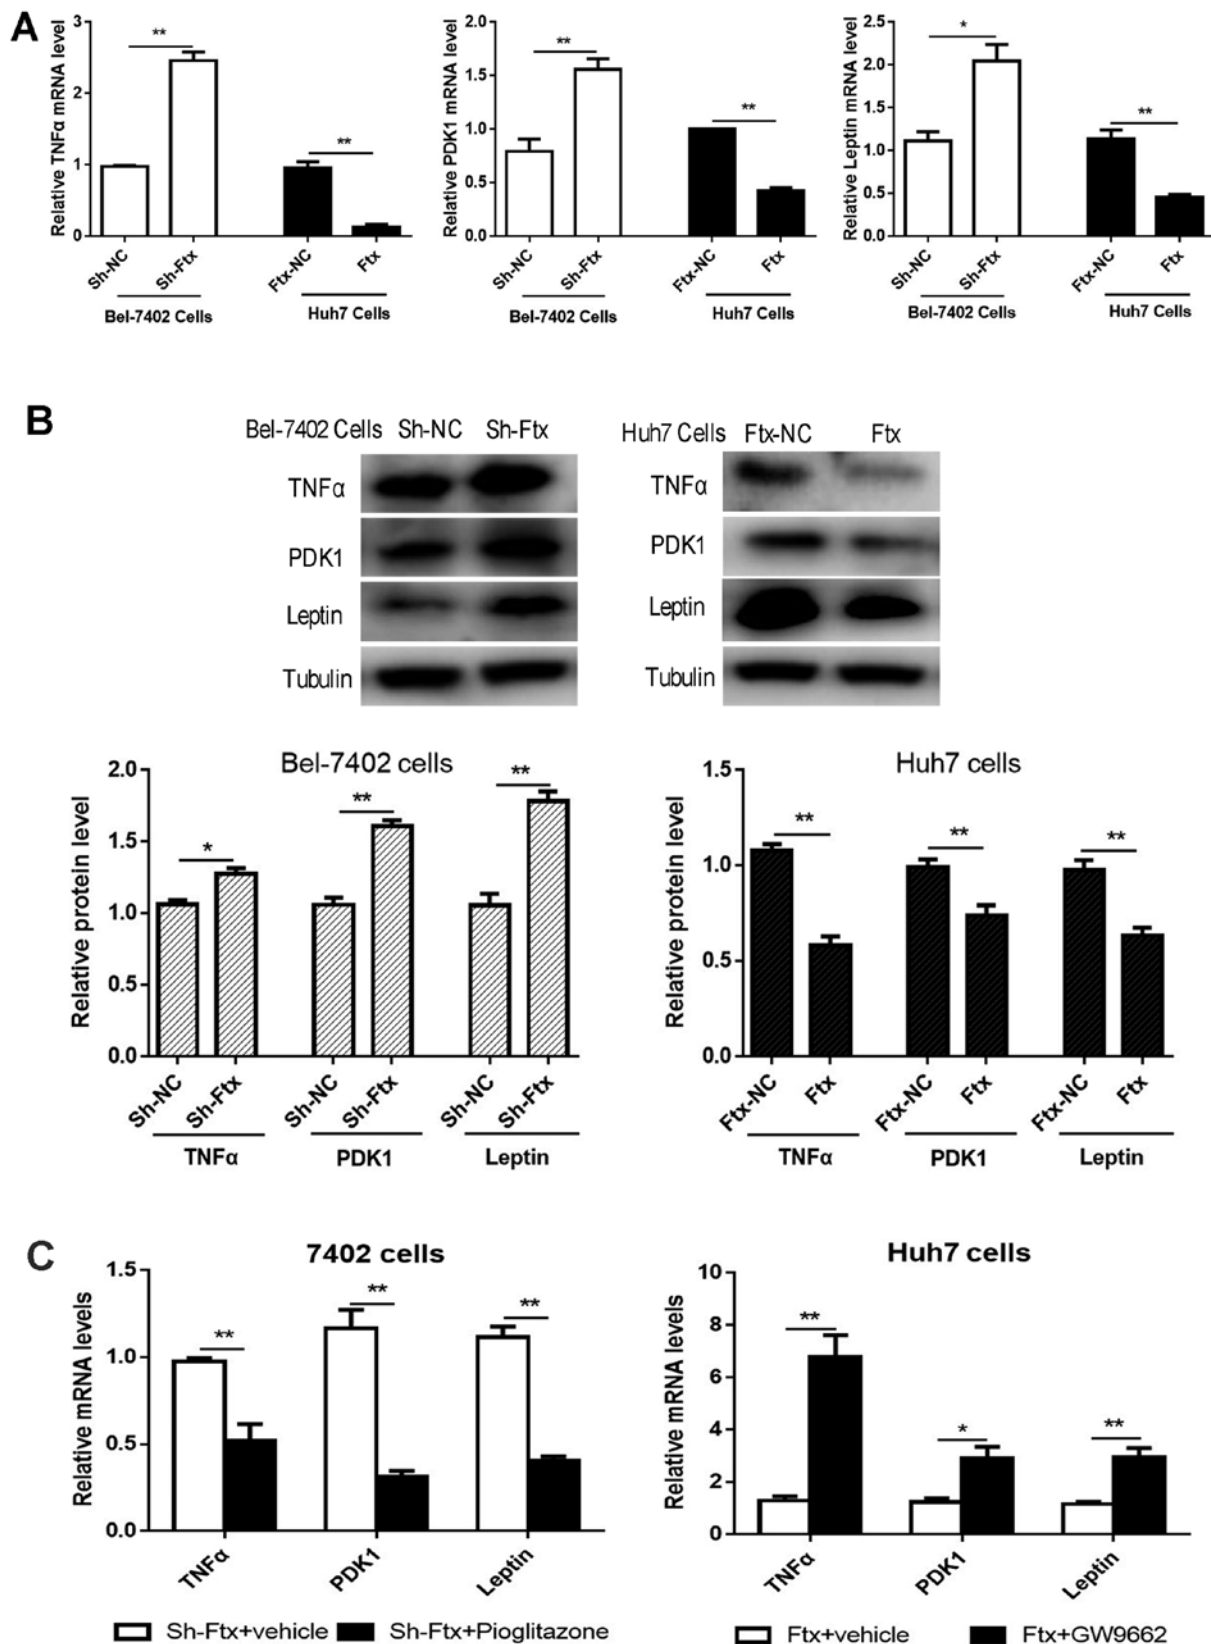 A
Relative TNFα mRNA level
3
2
1
0
**
**
Sh-NC
Sh-Ftx
Ftx-NC
Ftx
Bel-7402 Cells
Huh7 Cells
Relative PDK1 mRNA level
2.0
1.5
1.0
0.5
0.0
**
**
Sh-NC
Sh-Ftx
Ftx-NC
Ftx
Bel-7402 Cells
Huh7 Cells
Relative Leptin mRNA level
2.5
2.0
1.5
1.0
0.5
0.0
*
**
Sh-NC
Sh-Ftx
Ftx-NC
Ftx
Bel-7402 Cells
Huh7 Cells
B
Bel-7402 Cells Sh-NC Sh-Ftx
TNFα
PDK1
Leptin
Tubulin
Huh7 Cells Ftx-NC Ftx
TNFα
PDK1
Leptin
Tubulin
Bel-7402 cells
Relative protein level
2.0
1.5
1.0
0.5
0.0
*
**
**
Sh-NC
Sh-Ftx
Sh-NC
Sh-Ftx
Sh-NC
Sh-Ftx
TNFα
PDK1
Leptin
Huh7 cells
Relative protein level
1.5
1.0
0.5
0.0
**
**
**
Ftx-NC
Ftx
Ftx-NC
Ftx
Ftx-NC
Ftx
TNFα
PDK1
Leptin
C
7402 cells
Relative mRNA levels
1.5
1.0
0.5
0.0
**
**
**
TNFα
PDK1
Leptin
Sh-Ftx+vehicle Sh-Ftx+Pioglitazone
Huh7 cells
Relative mRNA levels
10
8
6
4
2
0
**
*
**
TNFα
PDK1
Leptin
Ftx+vehicle Ftx+GW9662